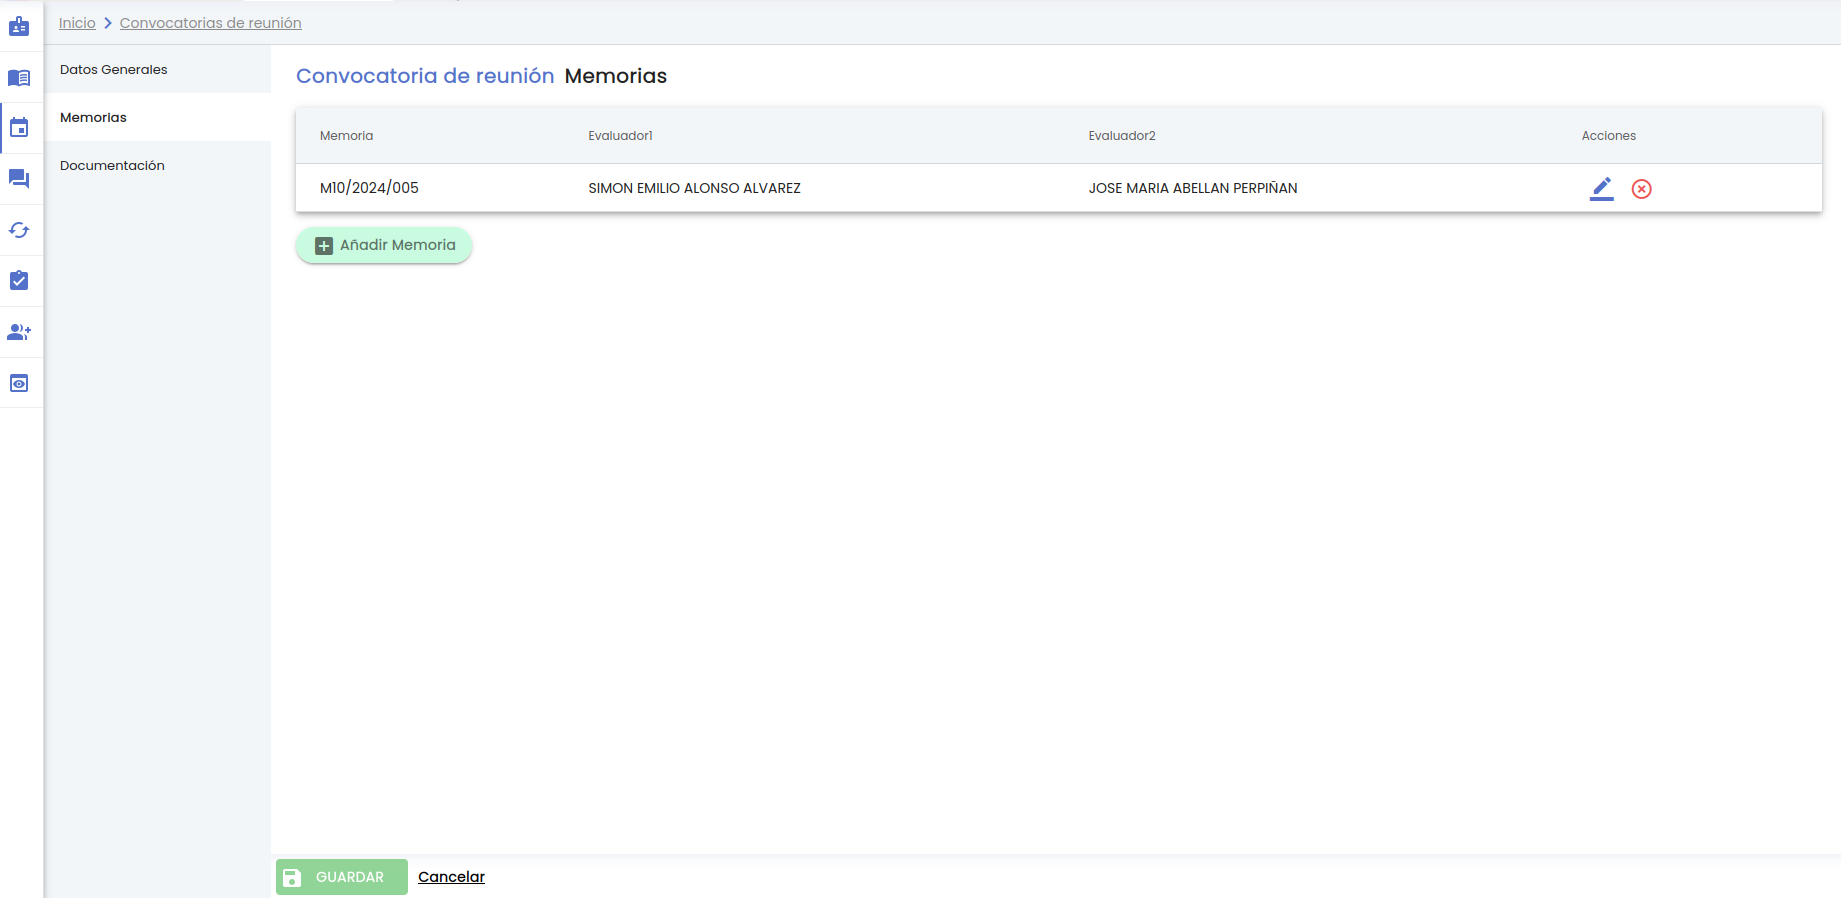 Inicio > Convocatorias de reunión
Datos Generales
Memorias
Documentación
Convocatoria de reunión Memorias
Memoria Evaluador1 Evaluador2 Acciones
M10/2024/005 SIMON EMILIO ALONSO ALVAREZ JOSE MARIA ABELLAN PERPIÑAN
Añadir Memoria
GUARDAR Cancelar